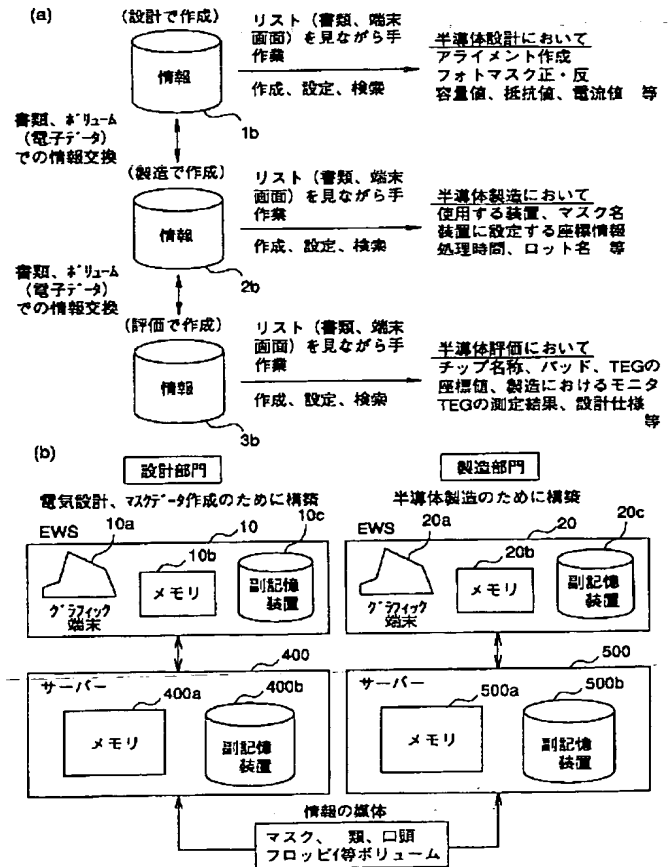 (a)
(設計で作成)
情報
1b
リスト(書類、端末
画面)を見ながら手
作業
作成、設定、検索
半導体設計において
アライメント作成
フォトマスク正・反
容量値、抵抗値、電流値 等
書類、ボリューム
(電子データ)
での情報交換
(製造で作成)
情報
2b
リスト(書類、端末
画面)を見ながら手
作業
作成、設定、検索
半導体製造において
使用する装置、マスク名
装置に設定する座標情報
処理時間、ロット名 等
書類、ボリューム
(電子データ)
での情報交換
(評価で作成)
情報
3b
リスト(書類、端末
画面)を見ながら手
作業
作成、設定、検索
半導体評価において
チップ名称、パッド、TEGの
座標値、製造におけるモニタ
TEGの測定結果、設計仕様
等
(b)
設計部門
電気設計、マスクデータ作成のために構築
EWS
10a
10
10b
10c
グラフィック
端末
メモリ
副記憶
装置
サーバー
400
400a
400b
メモリ
副記憶
装置
製造部門
半導体製造のために構築
EWS
20a
20
20b
20c
グラフィック
端末
メモリ
副記憶
装置
サーバー
500
500a
500b
メモリ
副記憶
装置
情報の媒体
マスク、 類、口頭
フロッピイ等ボリューム